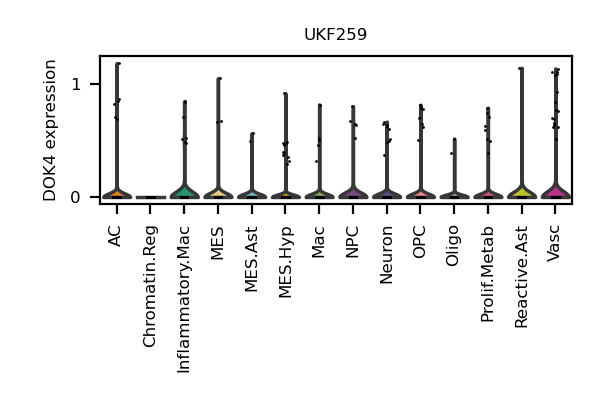 UKF259
DOK4 expression
1
0
AC
Chromatin.Reg
Inflammatory.Mac
MES
MES.Ast
MES.Hyp
Mac
NPC
Neuron
OPC
Oligo
Prolif.Metab
Reactive.Ast
Vasc